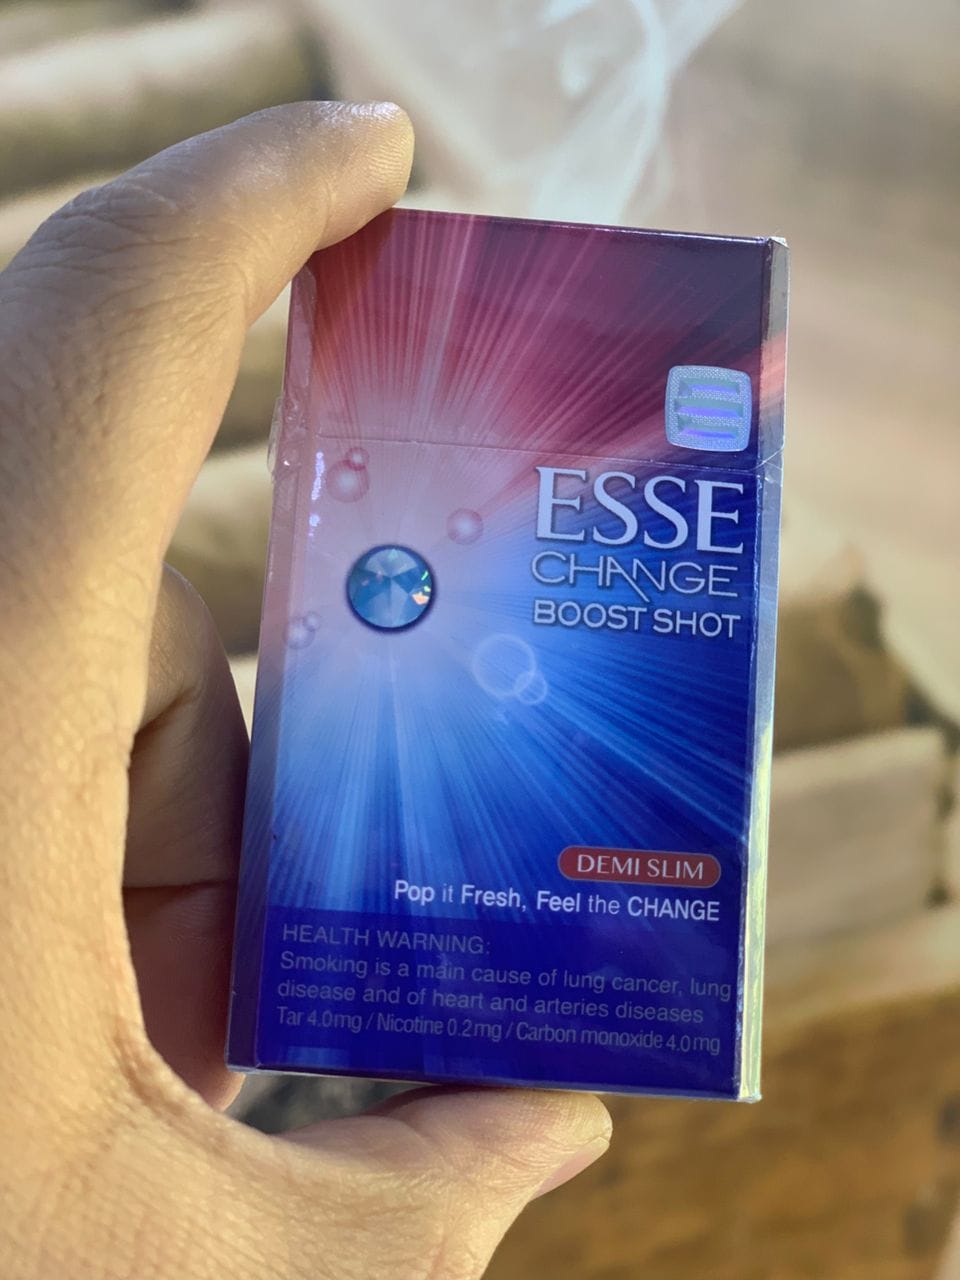 ESSE
CHANGE
BOOST SHOT
DEMI SLIM
Pop it Fresh, Feel the CHANGE
HEALTH WARNING:
Smoking is a main cause of lung cancer, lung
disease and of heart and arteries diseases
Tar 4.0mg / Nicotine 0.2mg / Carbon monoxide 4.0mg